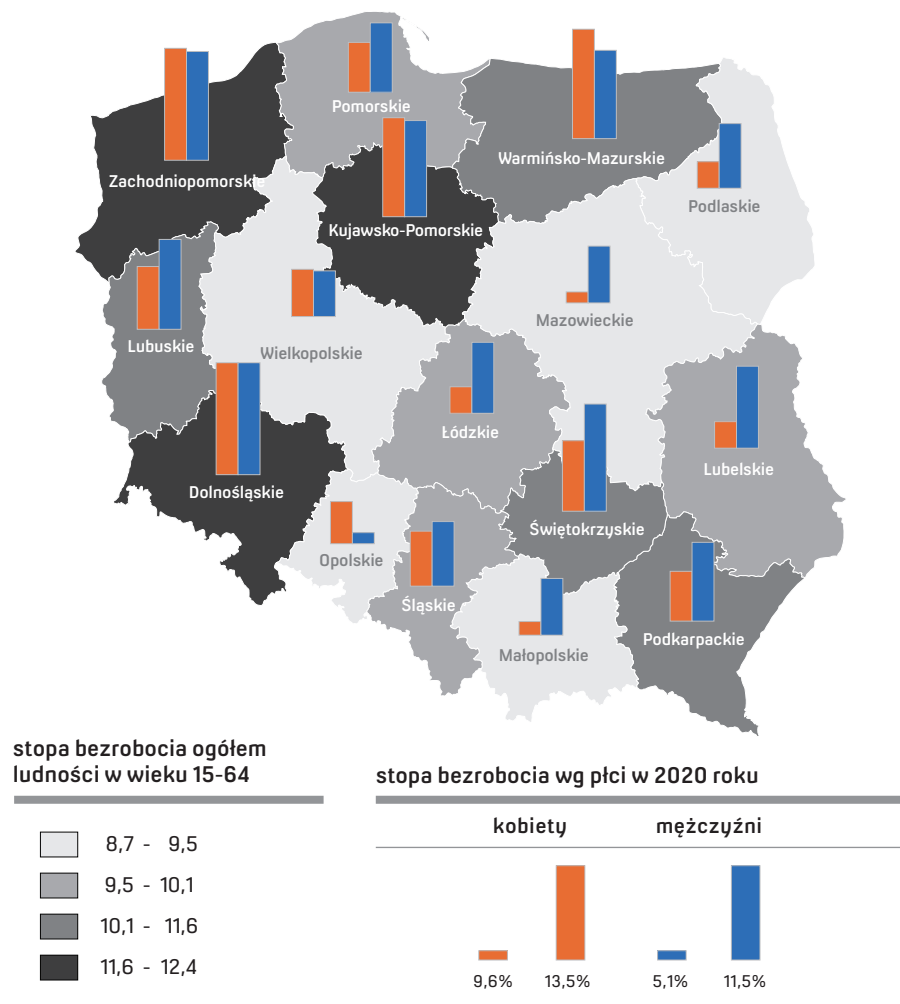 Pomorskie
Warmińsko-Mazurskie
Zachodniopomorskie
Podlaskie
Kujawsko-Pomorskie
Mazowieckie
Lubuskie
Wielkopolskie
Łódzkie
Lubelskie
Dolnośląskie
Świętokrzyskie
Opolskie
Śląskie
Podkarpackie
Małopolskie
stopa bezrobocia ogółem
ludności w wieku 15-64
8,7 - 9,5
9,5 - 10,1
10,1 - 11,6
11,6 - 12,4
stopa bezrobocia wg płci w 2020 roku
kobiety mężczyźni
9,6% 13,5% 5,1% 11,5%